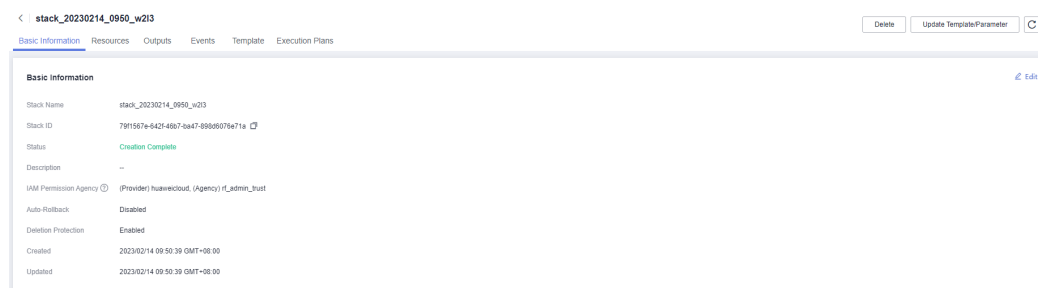 stack_20230214_0950_w2l3
Delete
Update Template/Parameter
Basic Information Resources Outputs Events Template Execution Plans
Basic Information
Edit
Stack Name stack_20230214_0950_w2l3
Stack ID 79f1567e-642f-46b7-ba47-898d6076e71a
Status Creation Complete
Description --
IAM Permission Agency (Provider) huaweicloud, (Agency) rf_admin_trust
Auto-Rollback Disabled
Deletion Protection Enabled
Created 2023/02/14 09:50:39 GMT+08:00
Updated 2023/02/14 09:50:39 GMT+08:00